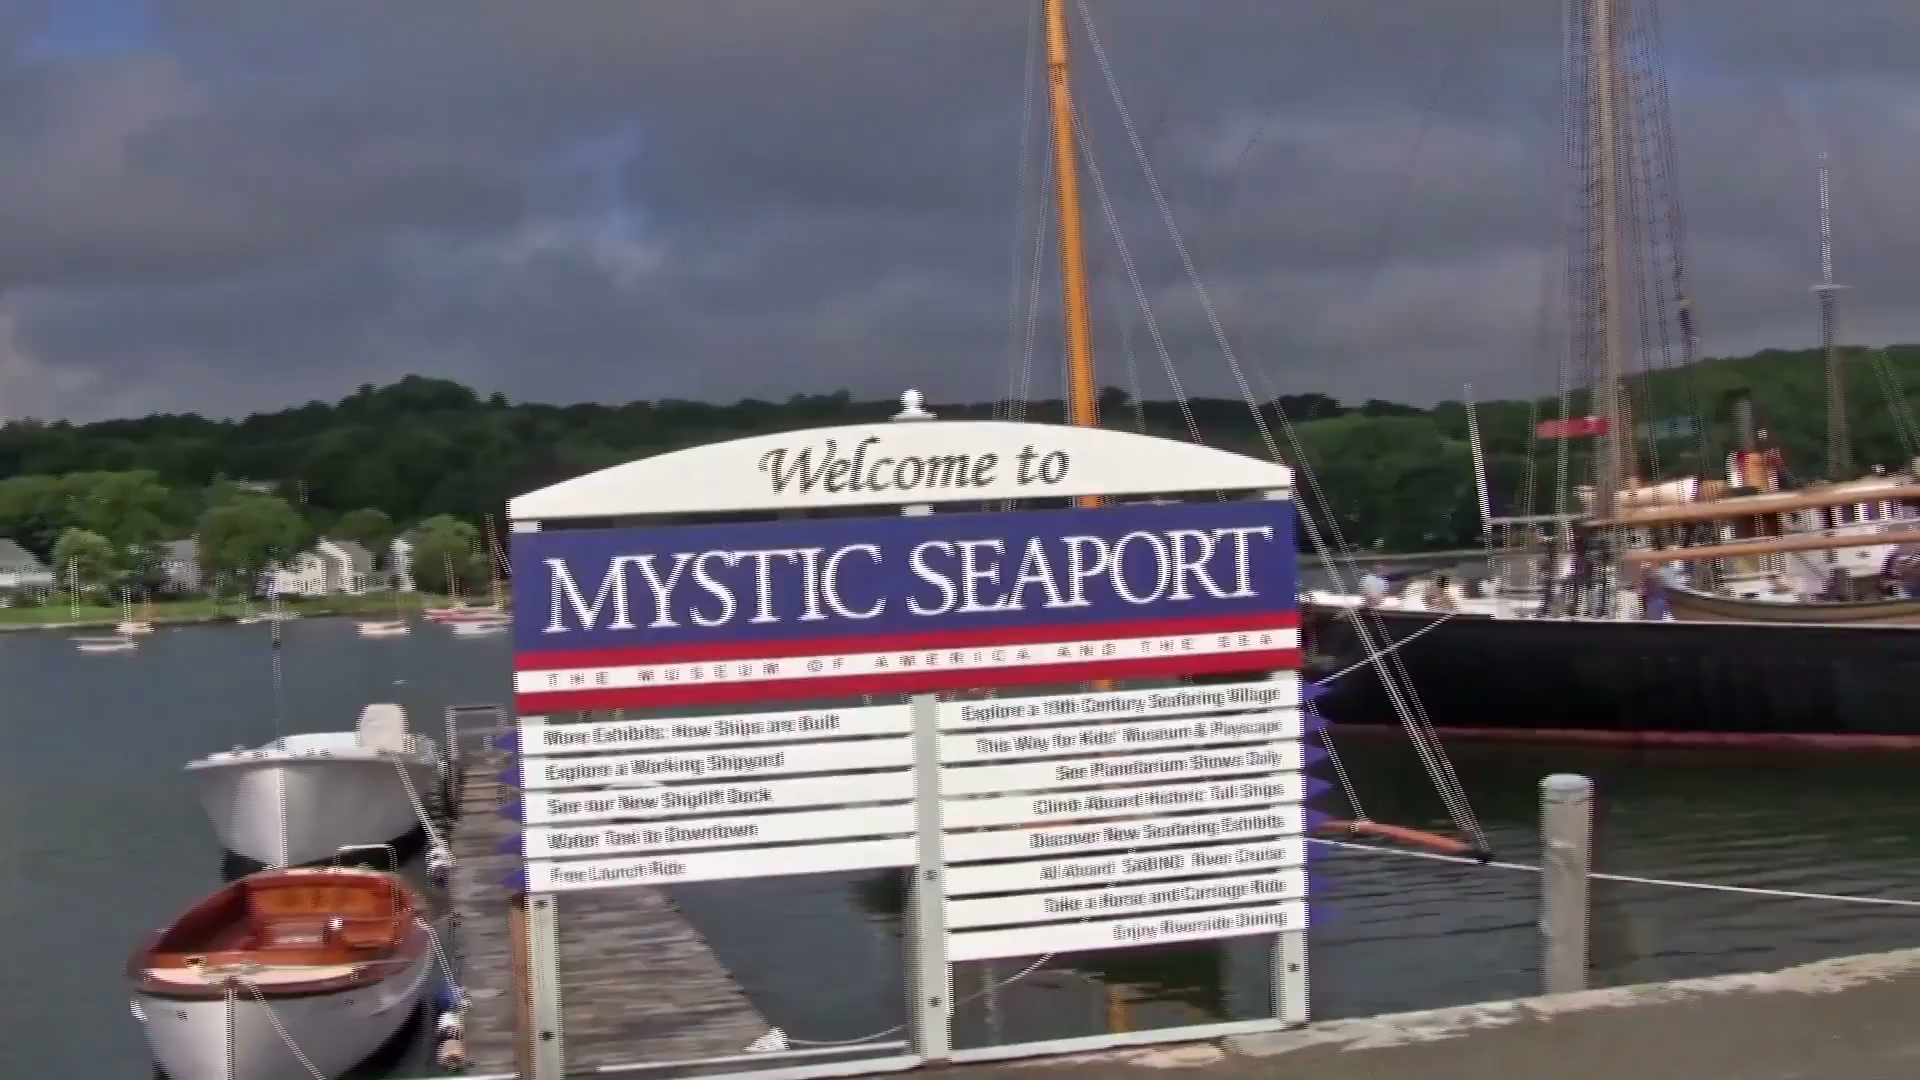 Welcome to
MYSTIC SEAPORT
THE MUSEUM OF AMERICA AND THE SEA
More Exhibits: How Ships are Built
Explore a Working Shipyard
See our New Shiplift Dock
Water Taxi to Downtown
Free Launch Ride
Explore a 19th Century Seafaring Village
This Way for Kids' Museum & Playscape
See Planetarium Shows Daily
Climb Aboard Historic Tall Ships
Discover New Seafaring Exhibits
All Aboard SABINO River Cruise
Take a Horse and Carriage Ride
Enjoy Riverside Dining